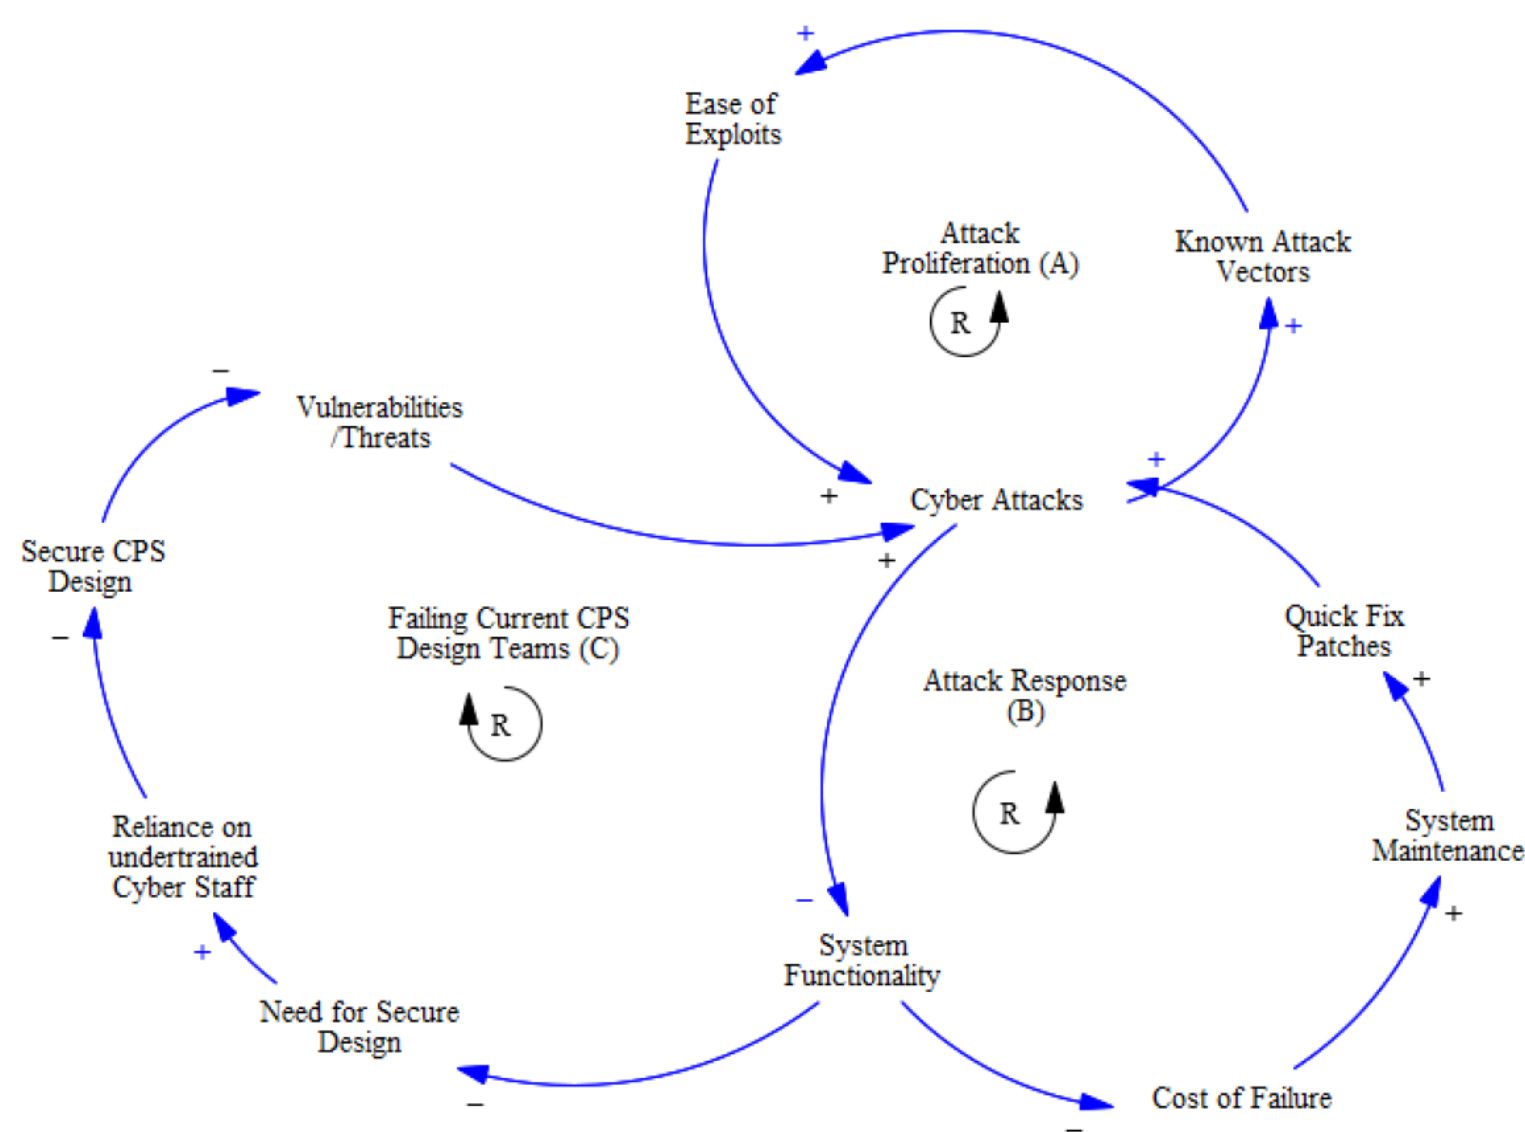 +
Ease of
Exploits
Attack
Proliferation (A)
R
Known Attack
Vectors
+
−
Vulnerabilities
/Threats
+
+
Cyber Attacks
+
Secure CPS
Design
−
Failing Current CPS
Design Teams (C)
R
Attack Response
(B)
R
Quick Fix
Patches
+
System
Maintenance
+
Reliance on
undertrained
Cyber Staff
+
−
System
Functionality
Need for Secure
Design
−
Cost of Failure
−